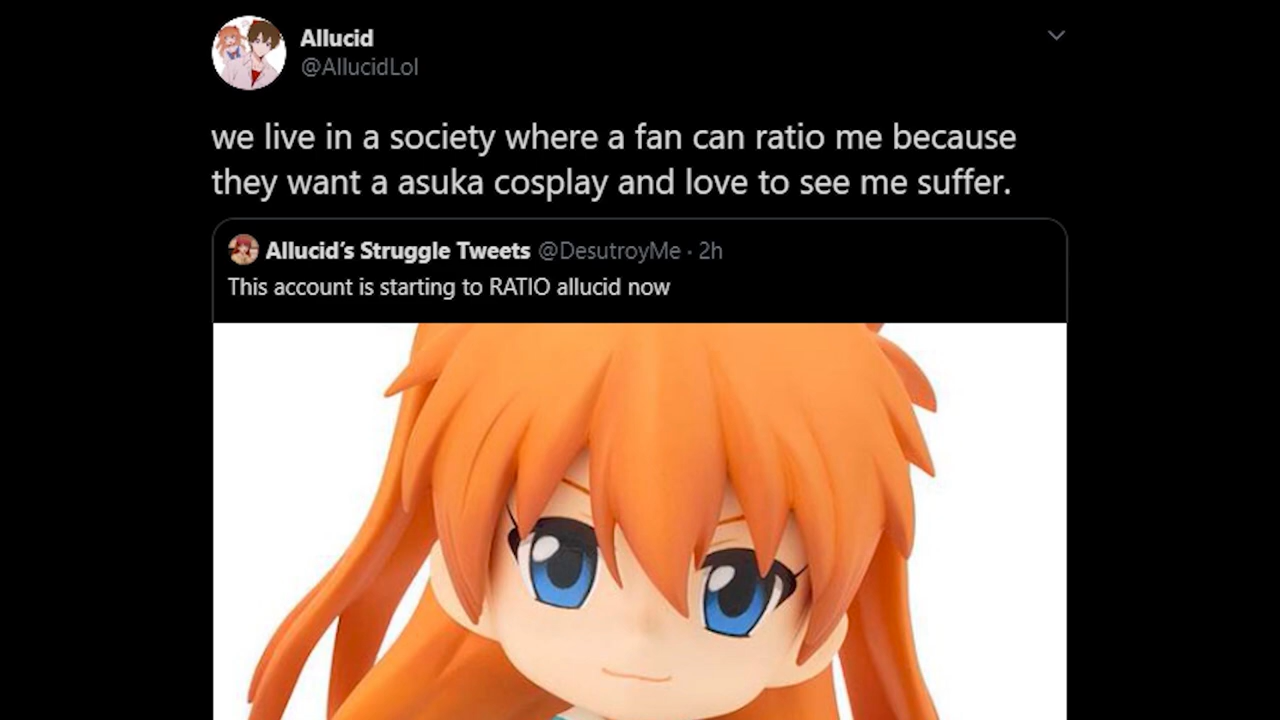 Allucid
@AllucidLol
we live in a society where a fan can ratio me because
they want a asuka cosplay and love to see me suffer.
Allucid's Struggle Tweets @DesutroyMe · 2h
This account is starting to RATIO allucid now